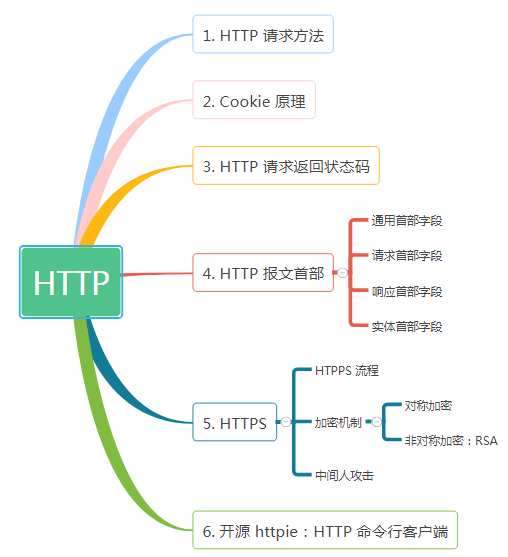 HTTP
1. HTTP 请求方法
2. Cookie 原理
3. HTTP 请求返回状态码
4. HTTP 报文首部
通用首部字段
请求首部字段
响应首部字段
实体首部字段
5. HTTPS
HTPPS 流程
加密机制
对称加密
非对称加密：RSA
中间人攻击
6. 开源 httpie：HTTP 命令行客户端